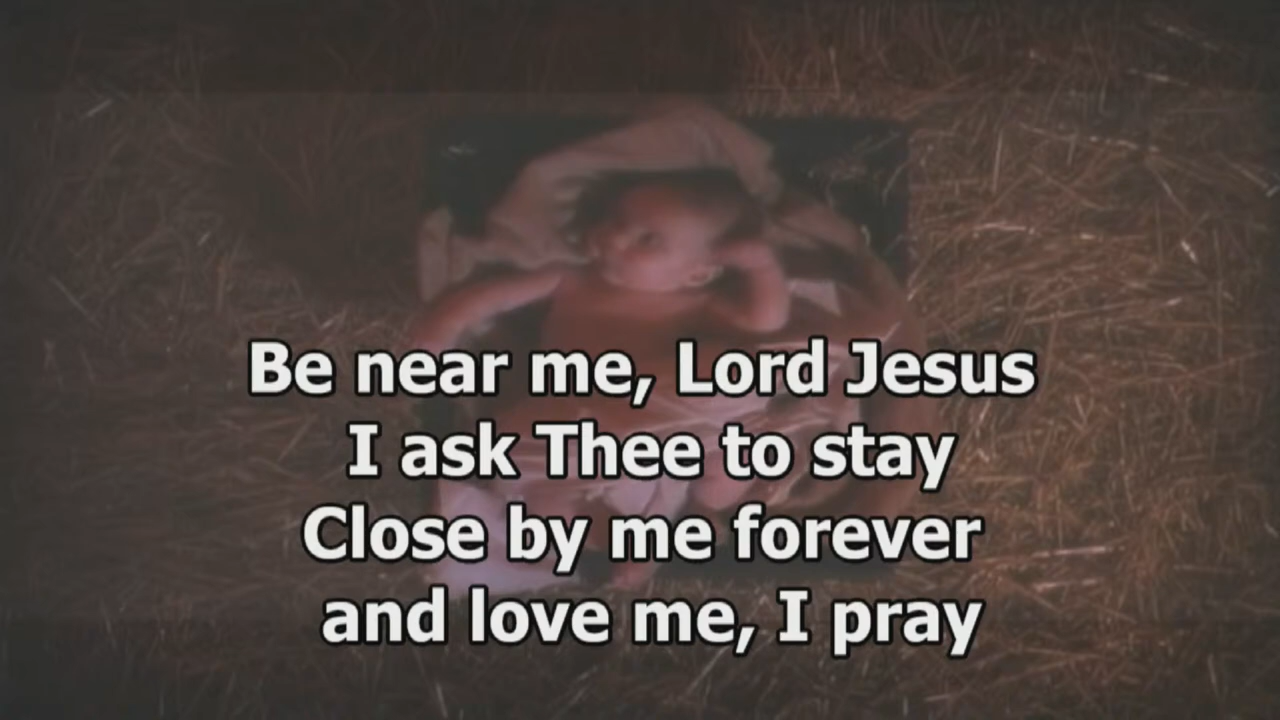 Be near me, Lord Jesus
I ask Thee to stay
Close by me forever
and love me, I pray